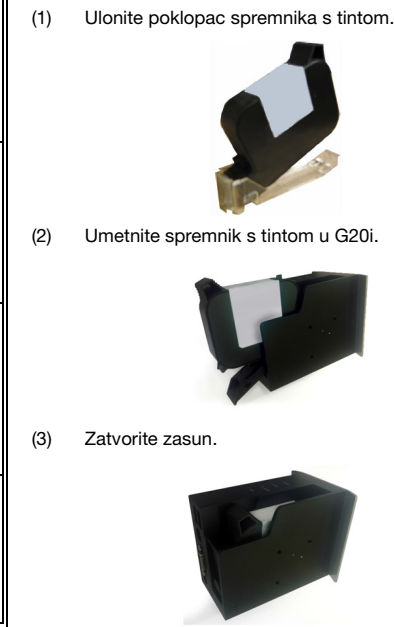 (1) Ulonite poklopac spremnika s tintom.
(2) Umetnite spremnik s tintom u G20i.
(3) Zatvorite zasun.